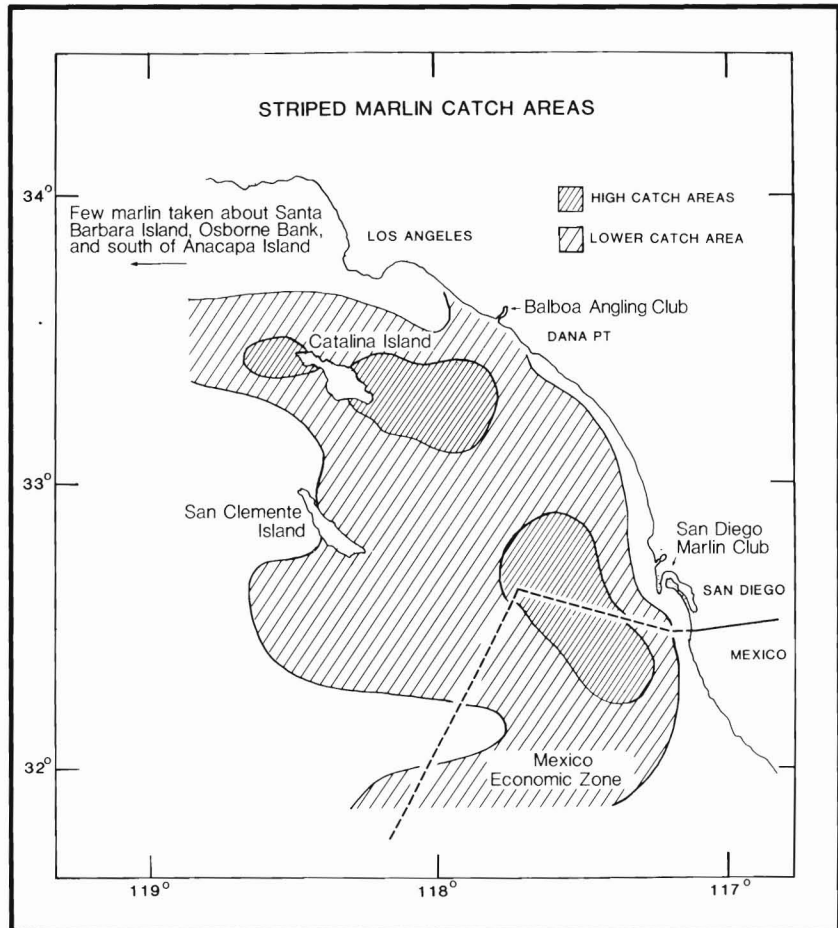 STRIPED MARLIN CATCH AREAS
34°
Few marlin taken about Santa
Barbara Island, Osborne Bank,
and south of Anacapa Island
LOS ANGELES
HIGH CATCH AREAS
LOWER CATCH AREA
Balboa Angling Club
DANA PT
Catalina Island
33°
San Clemente
Island
San Diego
Marlin Club
SAN DIEGO
MEXICO
32°
Mexico
Economic Zone
119°
118°
117°